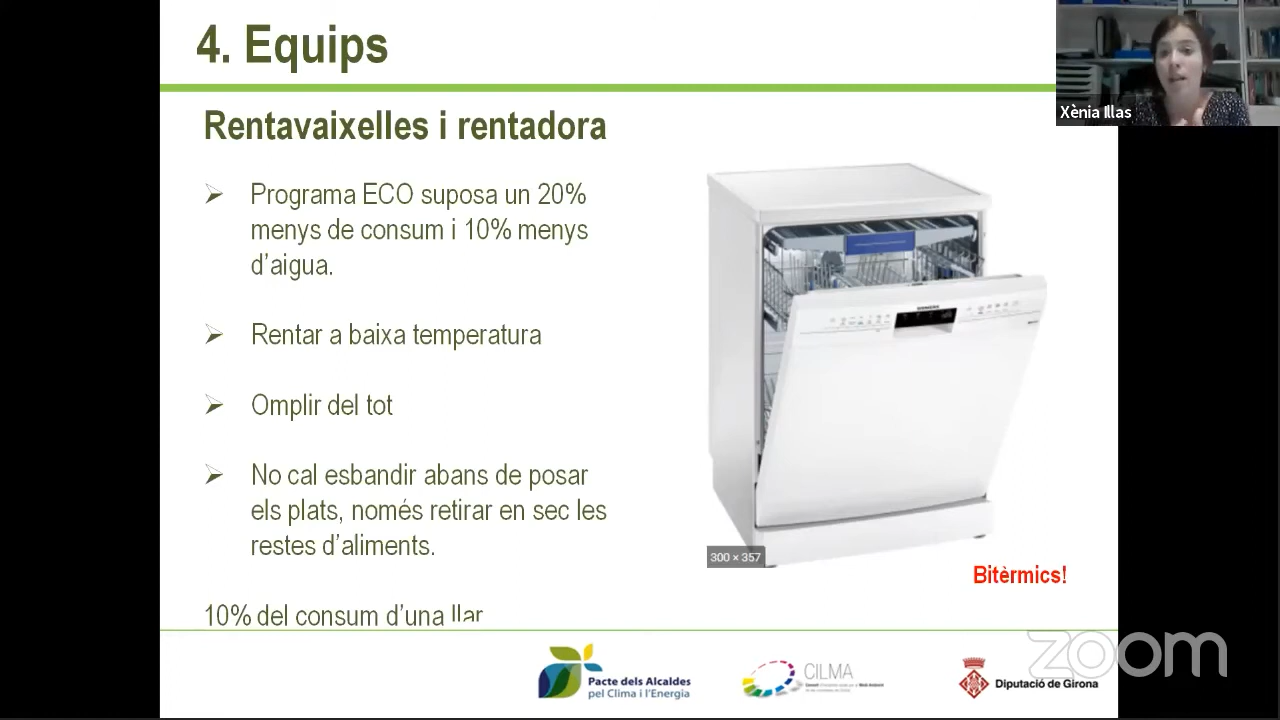 4. Equips
Xènia Illas
Rentavaixelles i rentadora
Programa ECO suposa un 20%
menys de consum i 10% menys
d'aigua.
Rentar a baixa temperatura
Omplir del tot
No cal esbandir abans de posar
els plats, només retirar en sec les
restes d'aliments.
300 × 357
Bitèrmics!
10% del consum d'una llar
zoom
Pacte dels Alcaldes
pel Clima i l'Energia
CILMA
Diputació de Girona